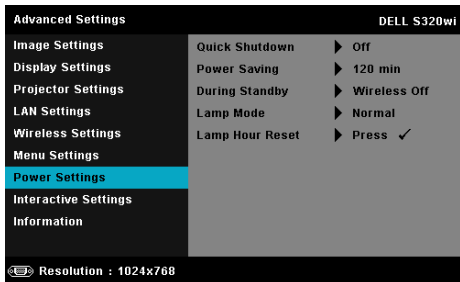 Advanced Settings DELL S320wi
Image Settings Quick Shutdown Off
Display Settings Power Saving 120 min
Projector Settings During Standby Wireless Off
LAN Settings Lamp Mode Normal
Wireless Settings Lamp Hour Reset Press ✓
Menu Settings
Power Settings
Interactive Settings
Information
Resolution : 1024x768